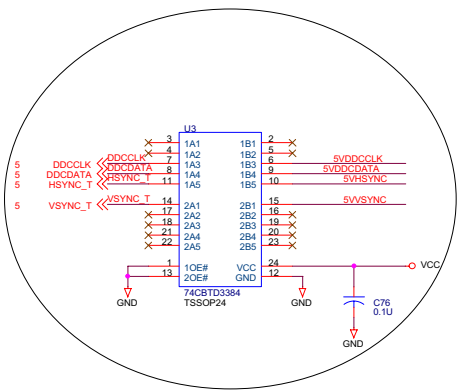 U3
3 1A1 1B1 2
4 1A2 1B2 5
5 DDCCLK DDCCLK 7 1A3 1B3 6 5VDDCCLK
5 DDCDATA DDCDATA 8 1A4 1B4 9 5VDDCDATA
5 HSYNC_T HSYNC_T 11 1A5 1B5 10 5VHSYNC
5 VSYNC_T VSYNC_T 14 2A1 2B1 15 5VVSYNC
17 2A2 2B2 16
18 2A3 2B3 19
21 2A4 2B4 20
22 2A5 2B5 23
1 1OE# VCC 24 VCC
13 2OE# GND 12
GND 74CBTD3384 GND C76
TSSOP24 0.1U
GND